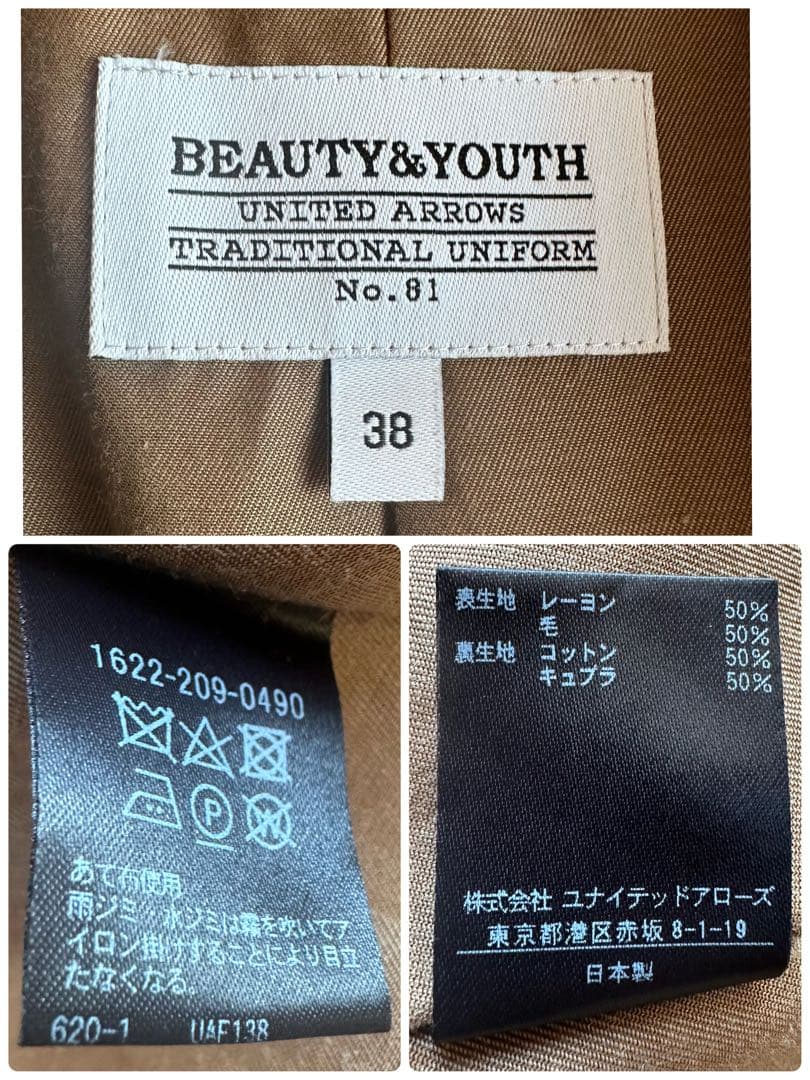 BEAUTY&YOUTH
UNITED ARROWS
TRADITIONAL UNIFORM
No.81
38
1622-209-0490
P
W
あて布使用
雨ジミ、水ジミは霧を吹いてア
イロン掛けすることにより目立
たなくなる。
620-1 UAF138
表生地 レーヨン 50%
毛 50%
裏生地 コットン 50%
キュプラ 50%
株式会社 ユナイテッドアローズ
東京都港区赤坂 8-1-19
日本製